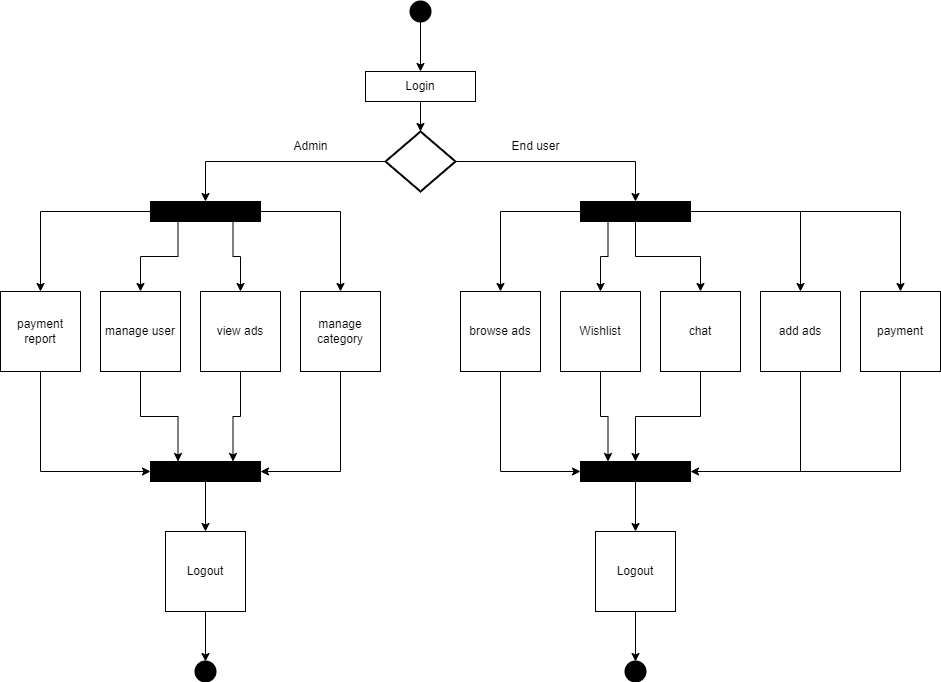 Login
Admin
End user
payment
report
manage user
view ads
manage
category
browse ads
Wishlist
chat
add ads
payment
Logout
Logout